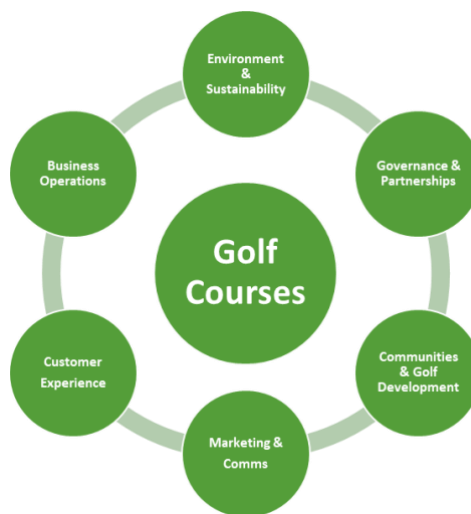 Environment
&
Sustainability
Governance &
Partnerships
Communities
& Golf
Development
Marketing &
Comms
Customer
Experience
Business
Operations
Golf
Courses